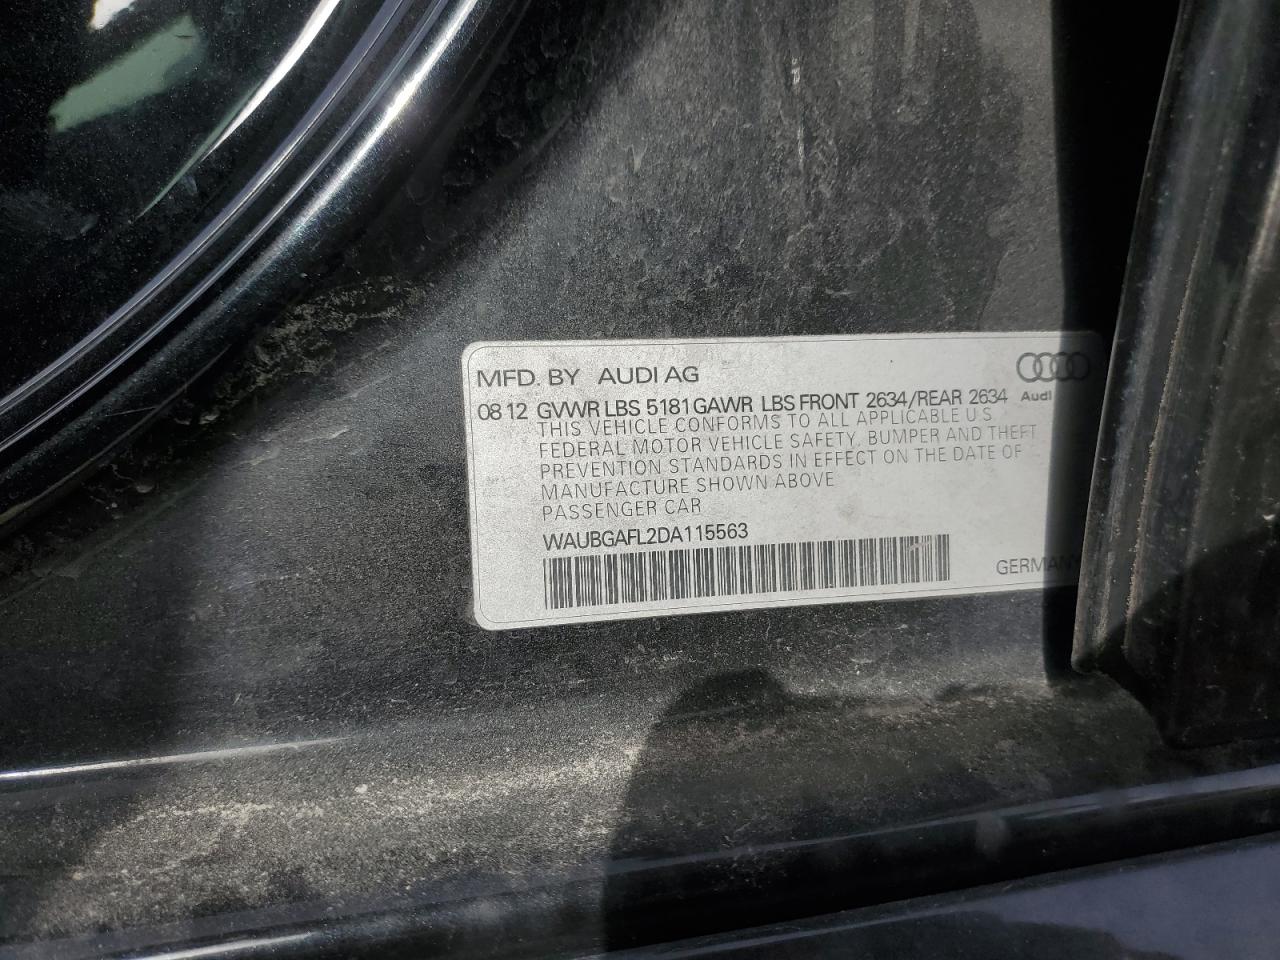 MFD. BY AUDI AG
08 12 GVWR LBS 5181 GAWR LBS FRONT 2634/REAR 2634
Audi
THIS VEHICLE CONFORMS TO ALL APPLICABLE U.S
FEDERAL MOTOR VEHICLE SAFETY, BUMPER AND THEFT
PREVENTION STANDARDS IN EFFECT ON THE DATE OF
MANUFACTURE SHOWN ABOVE
PASSENGER CAR
WAUBGAFL2DA115563
GERMANY